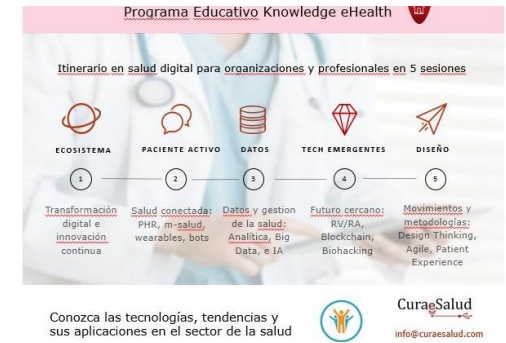 Programa Educativo Knowledge eHealth
Itinerario en salud digital para organizaciones y profesionales en 5 sesiones
ECOSISTEMA
PACIENTE ACTIVO
DATOS
TECH EMERGENTES
DISEÑO
1
2
3
4
5
Transformación
digital e
innovación
continua
Salud conectada:
PHR, m-salud,
wearables, bots
Datos y gestion
de la salud:
Analítica, Big
Data, e IA
Futuro cercano:
RV/RA,
Blockchain,
Biohacking
Movimientos y
metodologías:
Design Thinking,
Agile, Patient
Experience
Conozca las tecnologías, tendencias y
sus aplicaciones en el sector de la salud
CuraeSalud
info@curaesalud.com